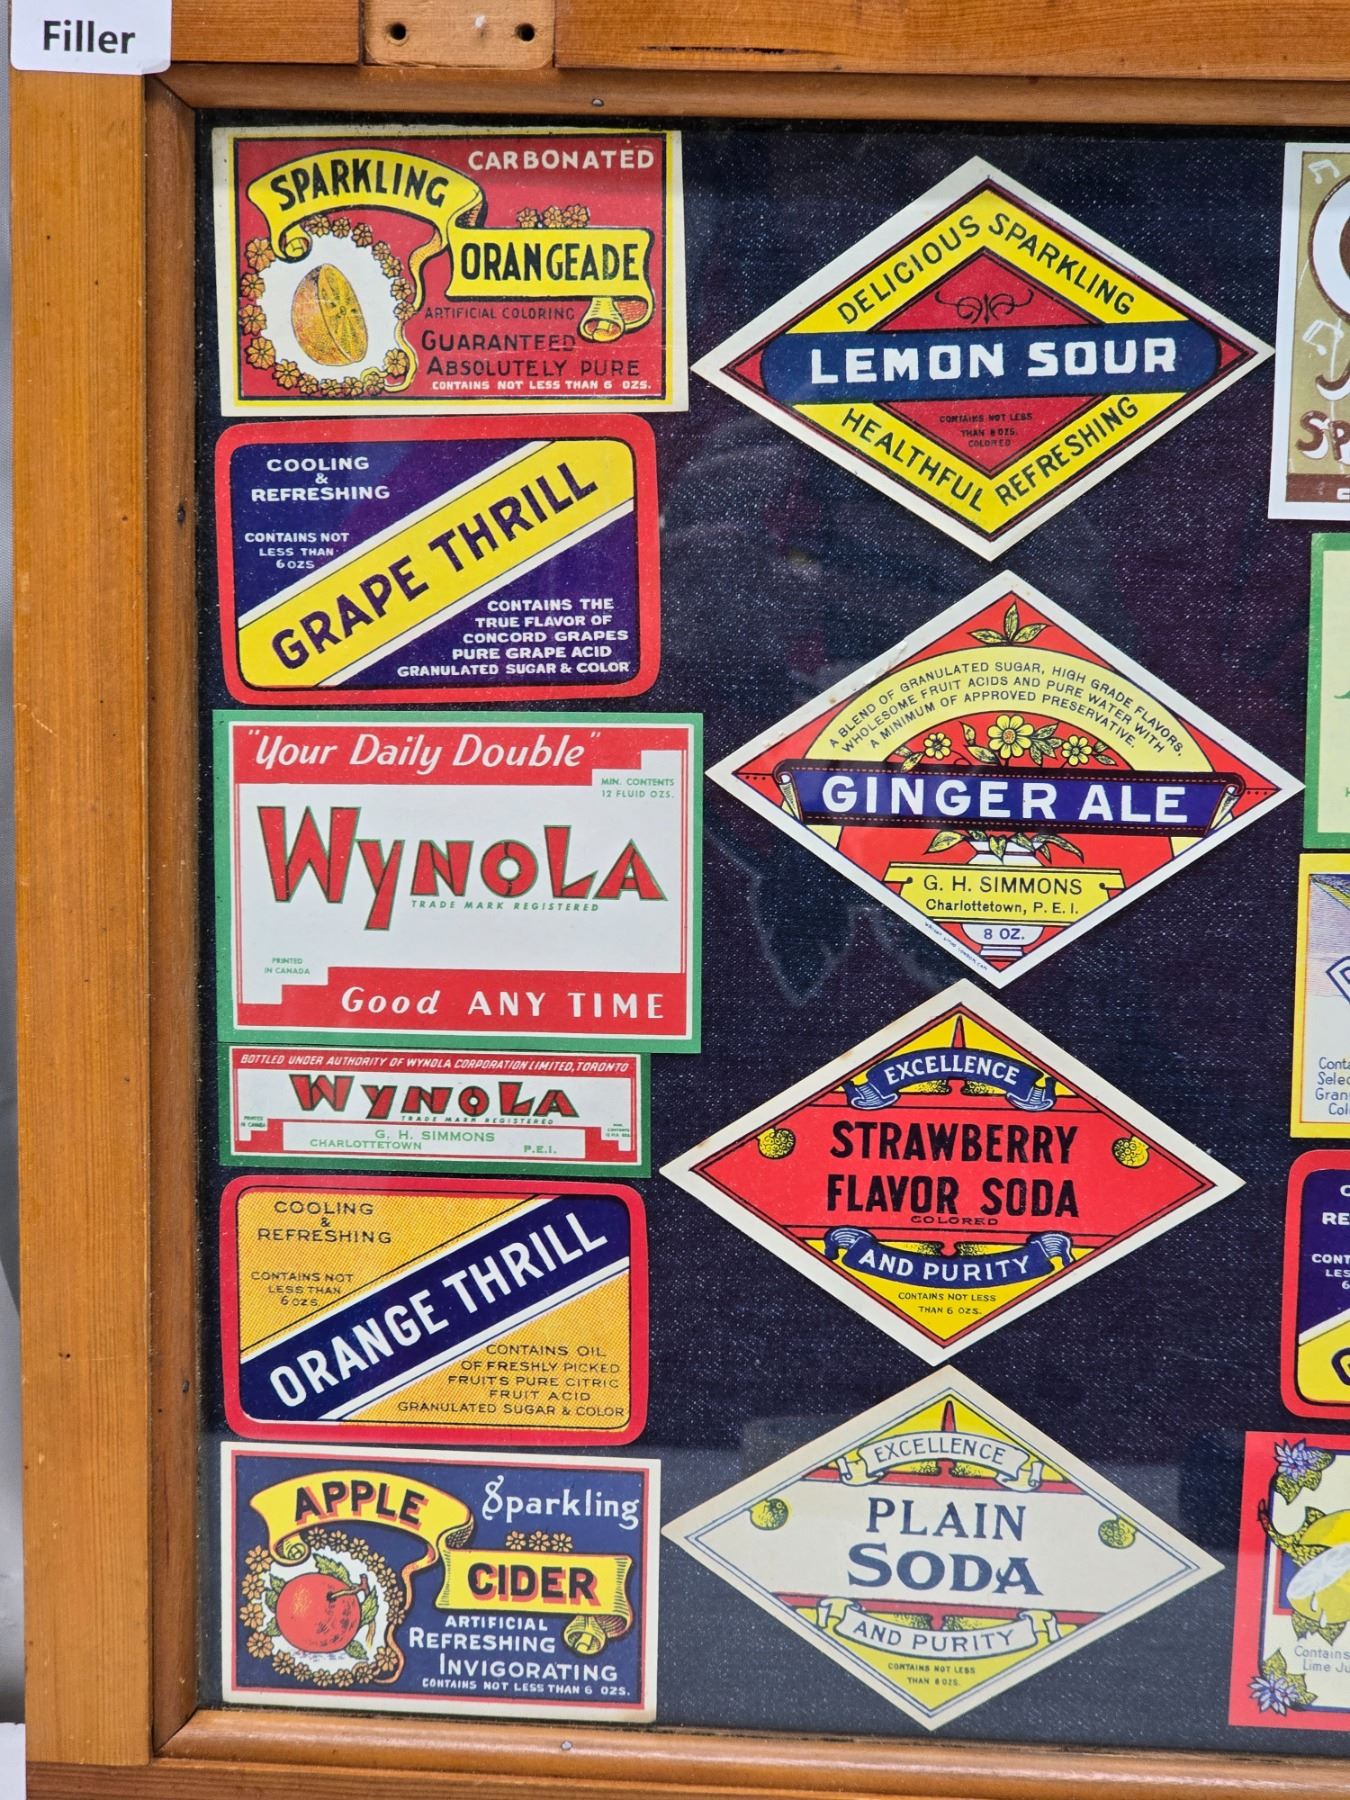 Filler
SPARKLING
CARBONATED
ORANGEADE
ARTIFICIAL COLORING
GUARANTEED
ABSOLUTELY PURE
CONTAINS NOT LESS THAN 6 OZS.
COOLING
&
REFRESHING
CONTAINS NOT
LESS THAN
6 OZS
GRAPE THRILL
CONTAINS THE
TRUE FLAVOR OF
CONCORD GRAPES
PURE GRAPE ACID
GRANULATED SUGAR & COLOR
"Your Daily Double"
MIN. CONTENTS
12 FLUID OZS.
WYNOLA
TRADE MARK REGISTERED
PRINTED
IN CANADA
Good ANY TIME
BOTTLED UNDER AUTHORITY OF WYNOLA CORPORATION LIMITED, TORONTO
WYNOLA
TRADE MARK REGISTERED
PRINTED
IN CANADA
G. H. SIMMONS
CHARLOTTETOWN P.E.I.
COOLING
&
REFRESHING
CONTAINS NOT
LESS THAN
6 OZS.
ORANGE THRILL
CONTAINS OIL
OF FRESHLY PICKED
FRUITS PURE CITRIC
FRUIT ACID
GRANULATED SUGAR & COLOR
APPLE
Sparkling
CIDER
ARTIFICIAL
REFRESHING
INVIGORATING
CONTAINS NOT LESS THAN 6 OZS.
DELICIOUS SPARKLING
LEMON SOUR
CONTAINS NOT LESS
THAN 8 OZS.
COLORED
HEALTHFUL REFRESHING
A BLEND OF GRANULATED SUGAR, HIGH GRADE FLAVORS,
WHOLESOME FRUIT ACIDS AND PURE WATER WITH
A MINIMUM OF APPROVED PRESERVATIVE.
GINGER ALE
G. H. SIMMONS
Charlottetown, P. E. I.
8 OZ.
EXCELLENCE
STRAWBERRY
FLAVOR SODA
COLORED
AND PURITY
CONTAINS NOT LESS
THAN 6 OZS.
EXCELLENCE
PLAIN
SODA
AND PURITY
CONTAINS NOT LESS
THAN 8 OZS.
Lime